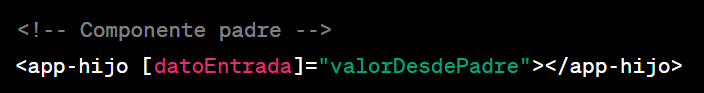 <!-- Componente padre -->
<app-hijo [datoEntrada]="valorDesdePadre"></app-hijo>